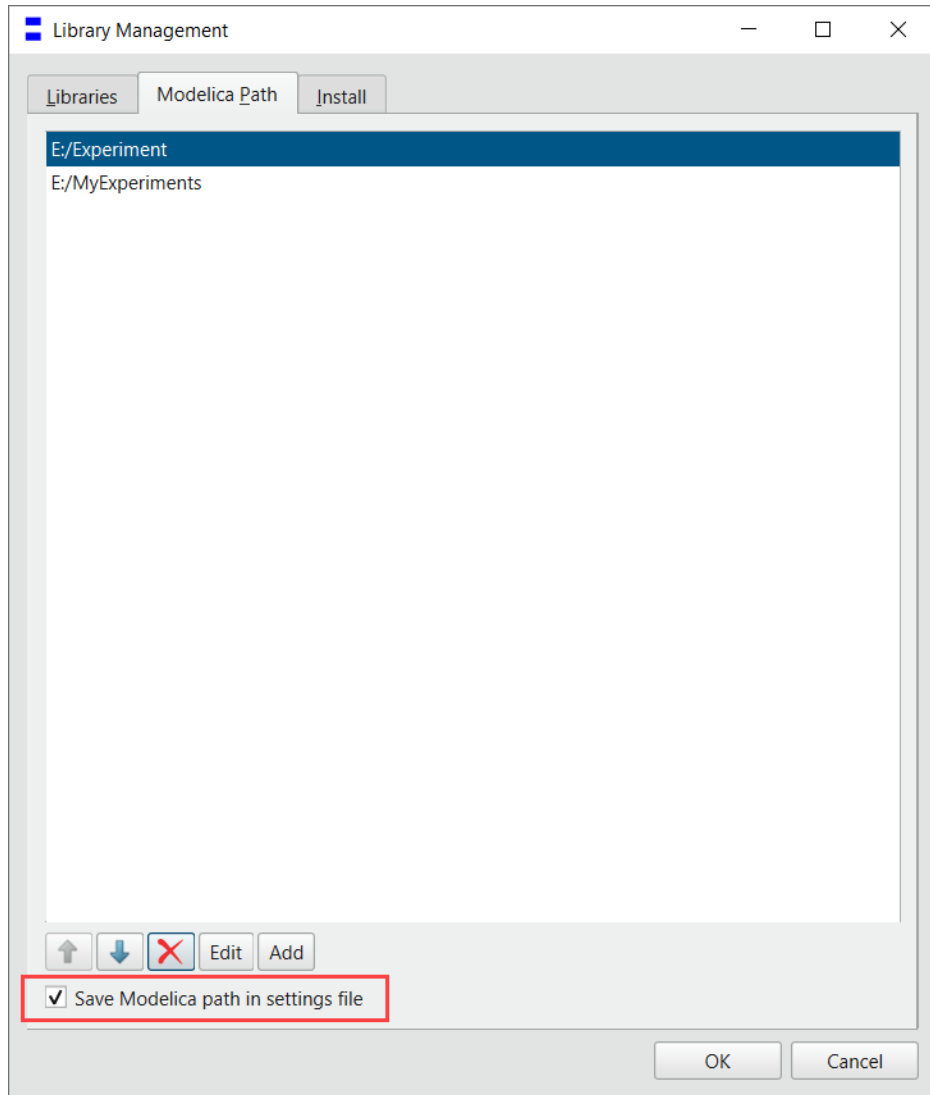 Library Management
Libraries Modelica Path Install
E:/Experiment
E:/MyExperiments
Edit Add
Save Modelica path in settings file
OK Cancel